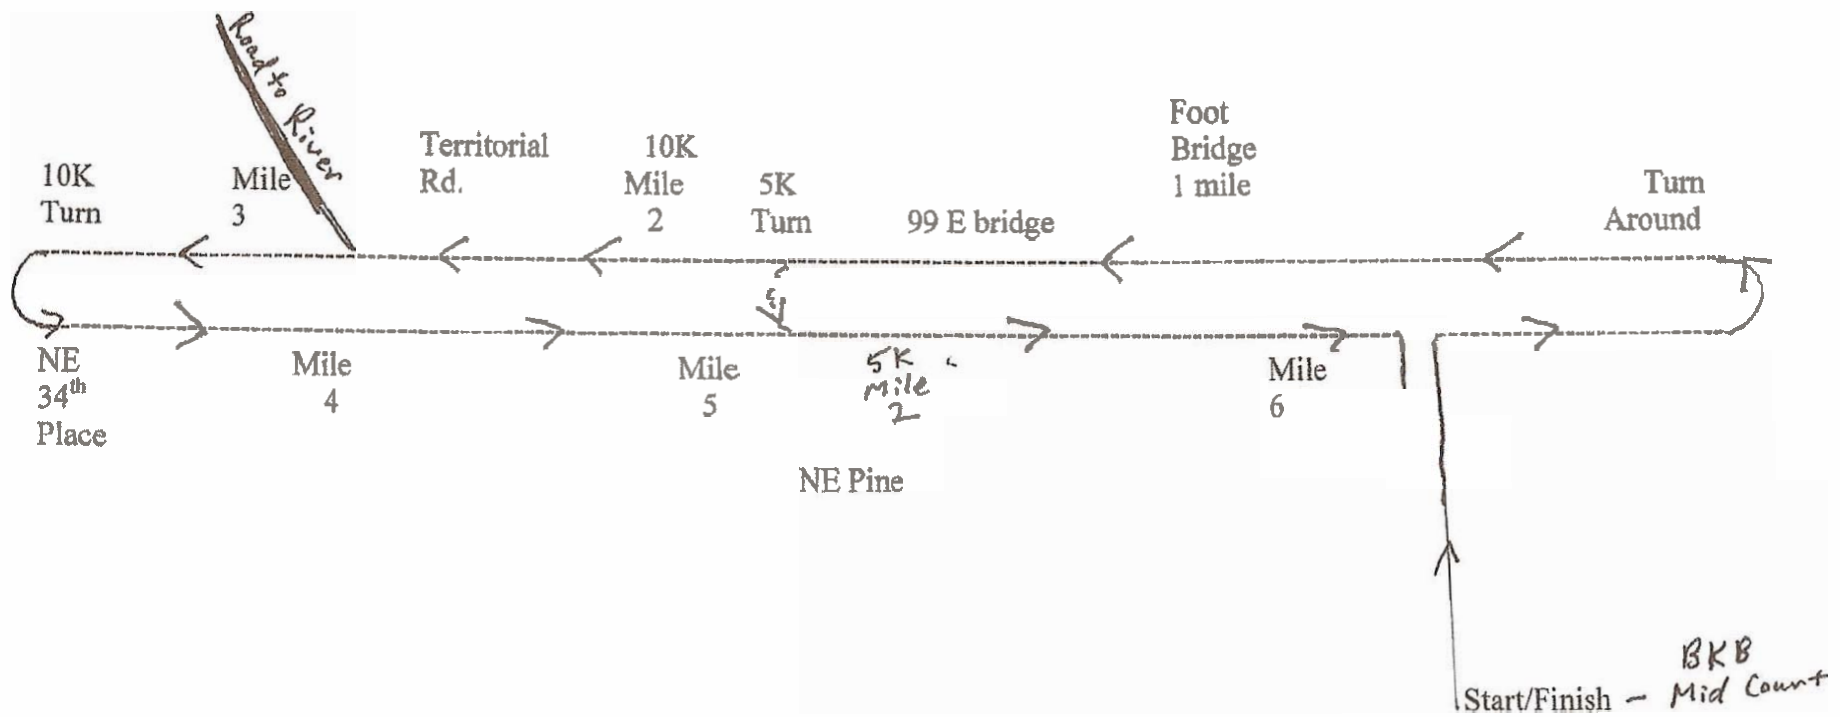 Road to River
Foot
Bridge
1 mile
Territorial
Rd.
10K
Mile
2
5K
Turn
99 E bridge
10K
Turn
Mile
3
Turn
Around
NE
34th
Place
Mile
4
Mile
5
5K
Mile
2
Mile
6
NE Pine
Start/Finish - BKB
Mid Count